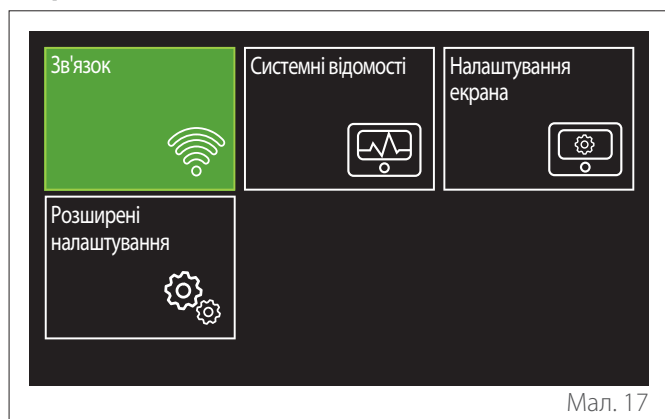 Зв'язок
Системні відомості
Налаштування
екрана
Розширені
налаштування
Мал. 17